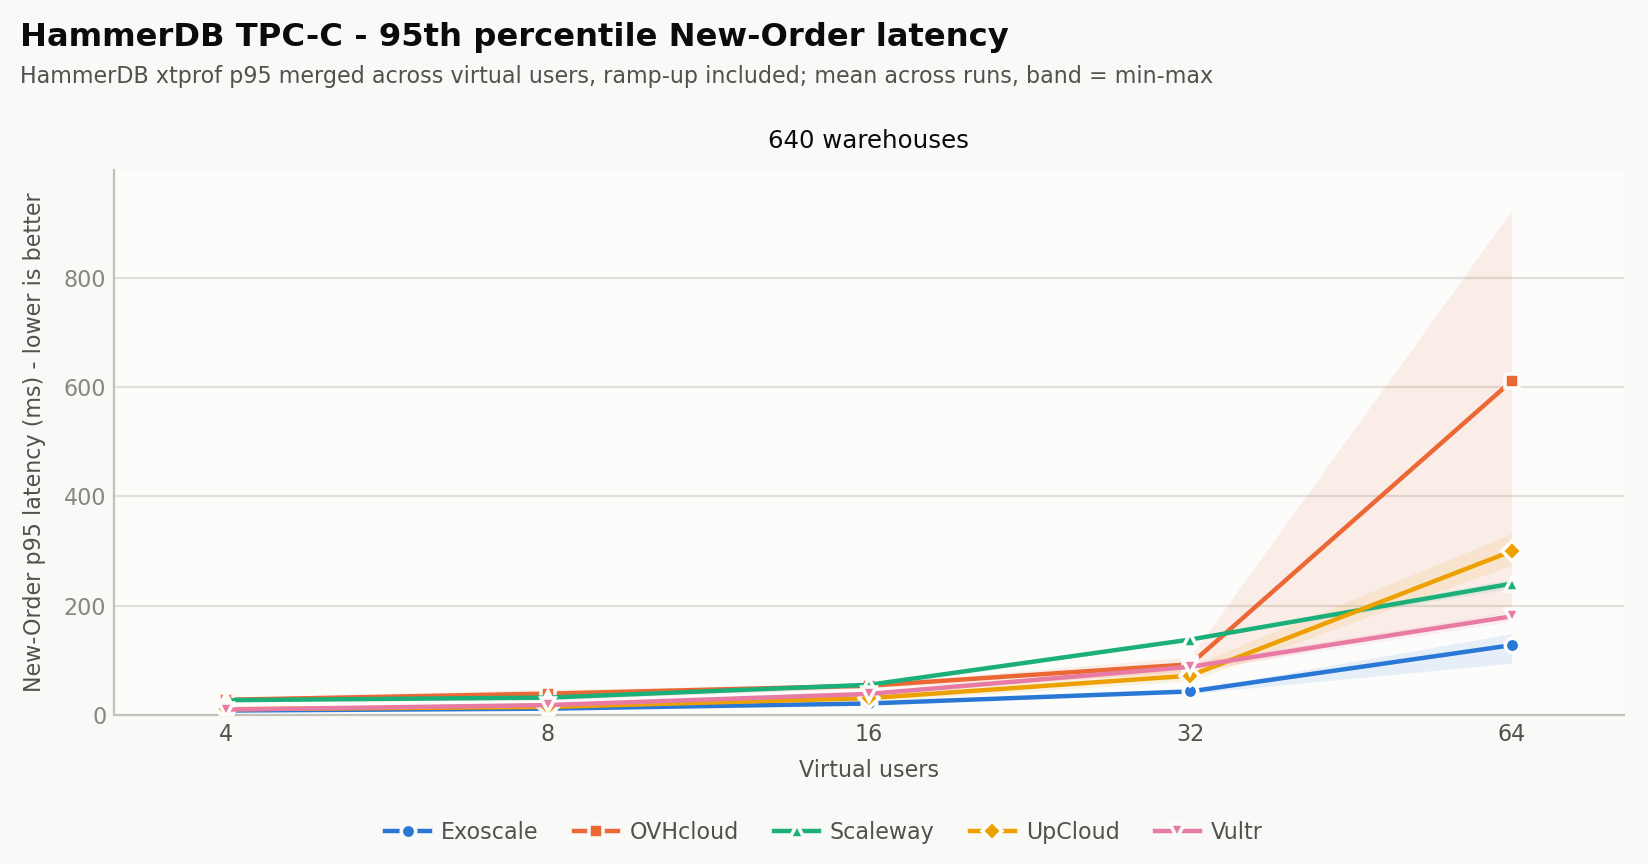 HammerDB TPC-C - 95th percentile New-Order latency
HammerDB xtprof p95 merged across virtual users, ramp-up included; mean across runs, band = min-max
640 warehouses
New-Order p95 latency (ms) - lower is better
800
600
400
200
0
4 8 16 32 64
Virtual users
Exoscale OVHcloud Scaleway UpCloud Vultr